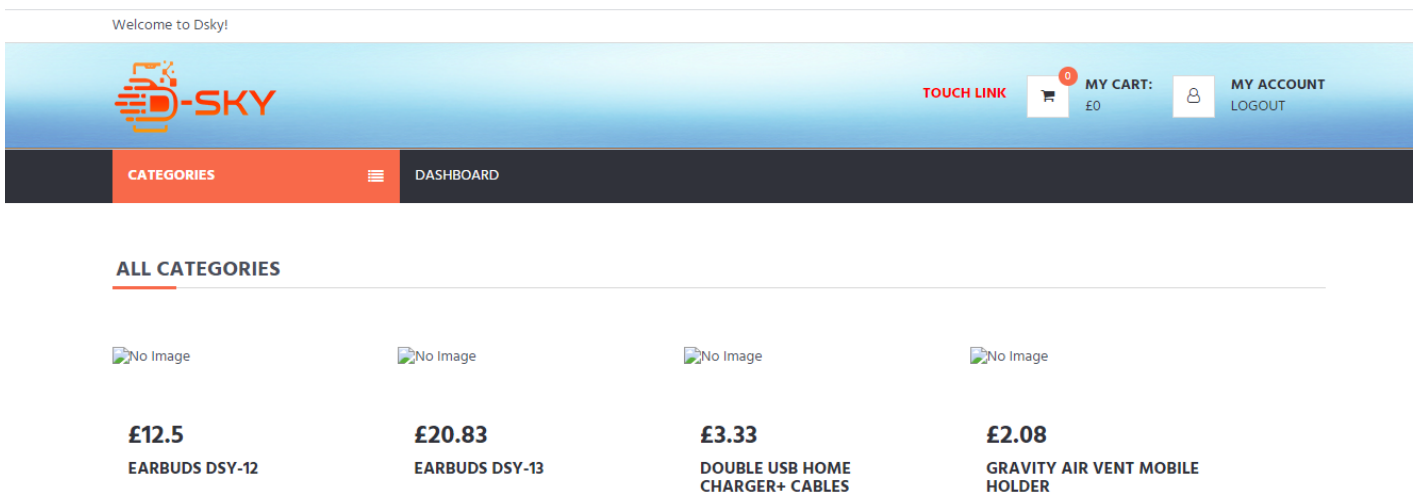 Welcome to Dsky!
D-SKY
TOUCH LINK
0
MY CART:
£0
MY ACCOUNT
LOGOUT
CATEGORIES
DASHBOARD
ALL CATEGORIES
No Image
No Image
No Image
No Image
£12.5
EARBUDS DSY-12
£20.83
EARBUDS DSY-13
£3.33
DOUBLE USB HOME
CHARGER+ CABLES
£2.08
GRAVITY AIR VENT MOBILE
HOLDER